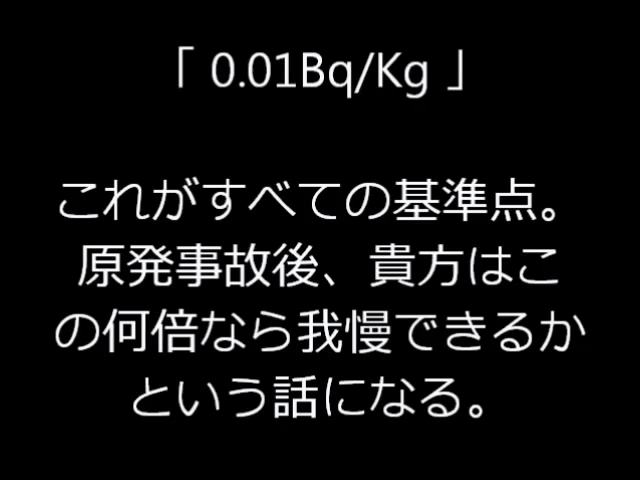 「 0.01Bq/Kg 」
これがすべての基準点。
原発事故後、貴方はこ
の何倍なら我慢できるか
という話になる。